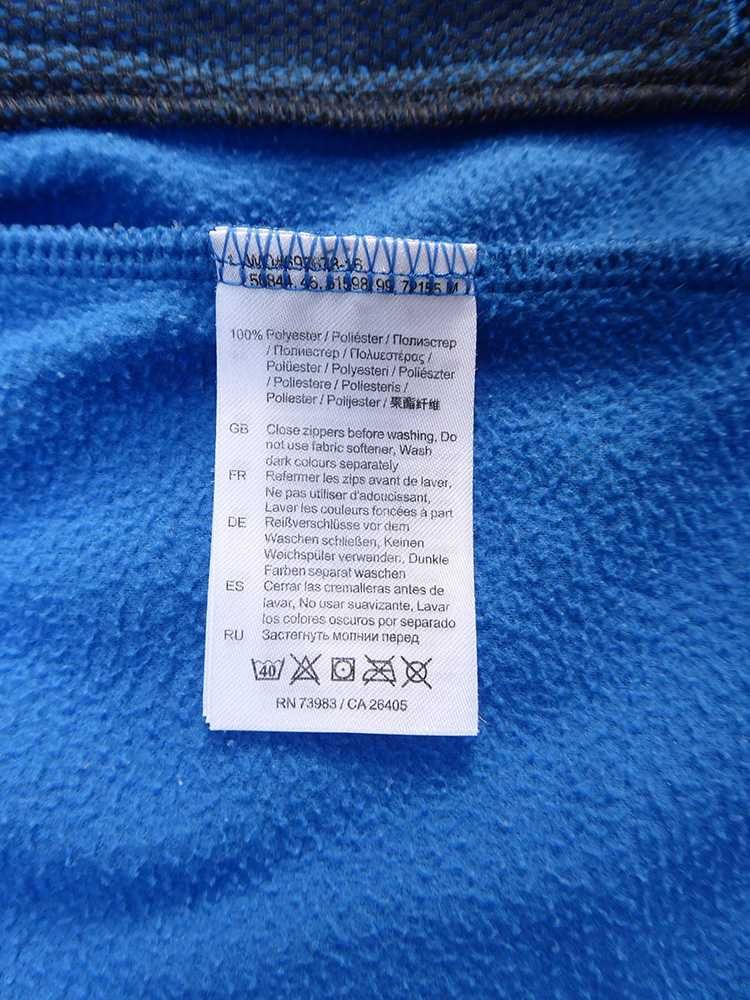 100% Polyester / Poliéster / Полиэстер
/ Полиестер / Πολυεστέρας /
Polüester / Polyesteri / Poliészter
/ Poliestere / Poliesteris /
Poliester / Polijester / 聚酯纤维
GB Close zippers before washing, Do
not use fabric softener, Wash
dark colours separately
FR Refermer les zips avant de laver,
Ne pas utiliser d'adoucissant,
Laver les couleurs foncées à part
DE Reißverschlüsse vor dem
Waschen schließen, Keinen
Weichspüler verwenden, Dunkle
Farben separat waschen
ES Cerrar las cremalleras antes de
lavar, No usar suavizante, Lavar
los colores oscuros por separado
RU Застегнуть молнии перед
40
RN 73983 / CA 26405